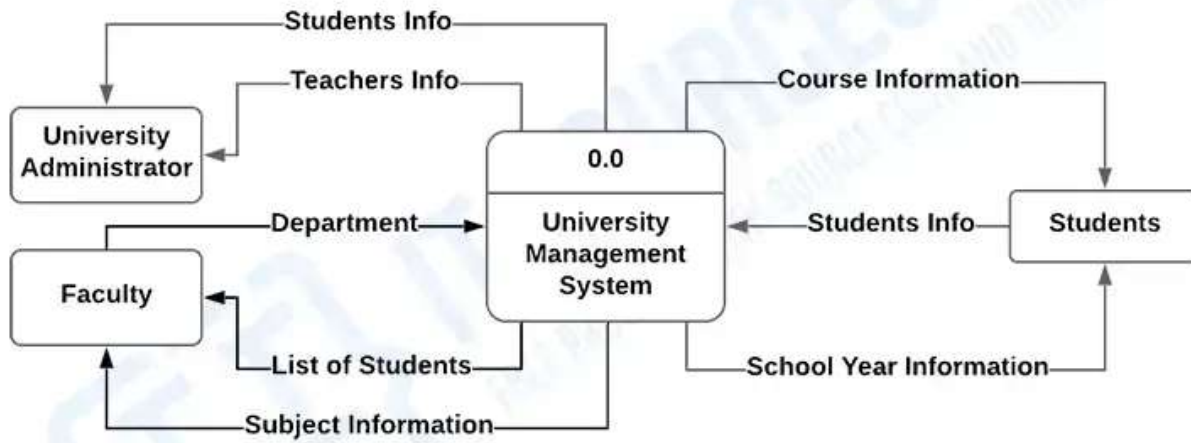 Students Info
Teachers Info
Course Information
University
Administrator
0.0
Department
University
Management
System
Students Info
Students
Faculty
List of Students
School Year Information
Subject Information